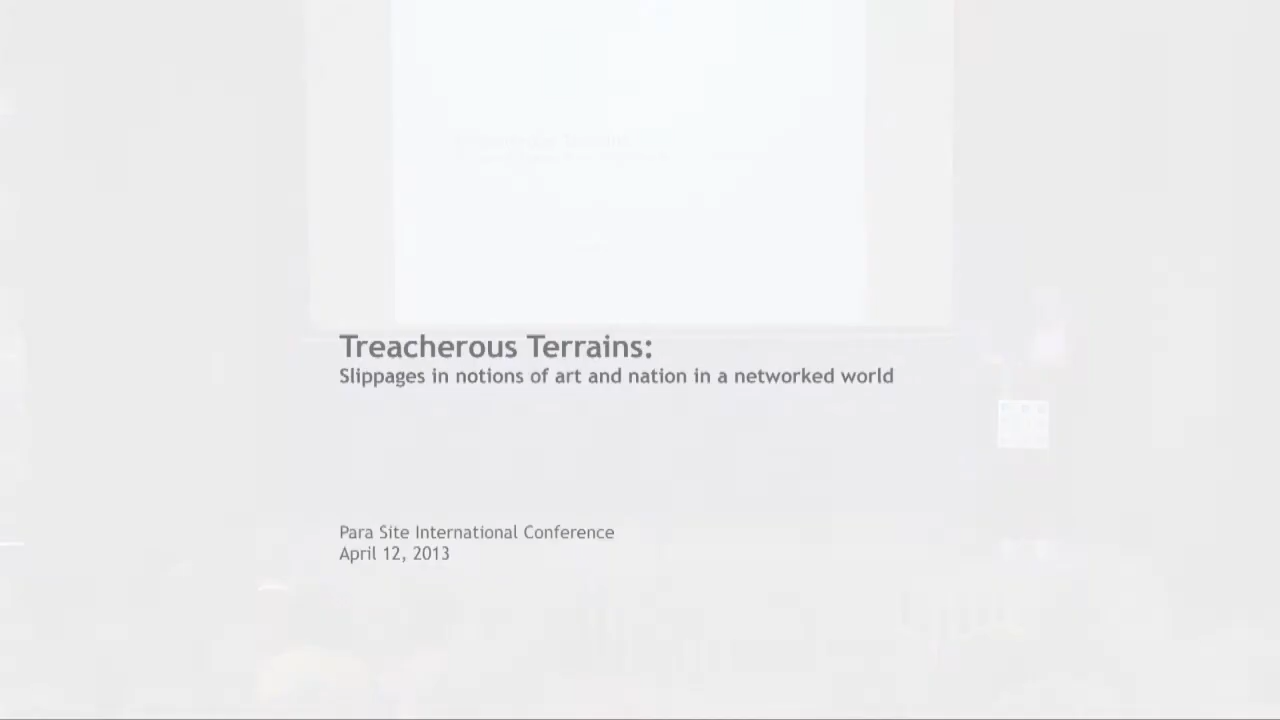 Treacherous Terrains:
Slippages in notions of art and nation in a networked world
Para Site International Conference
April 12, 2013